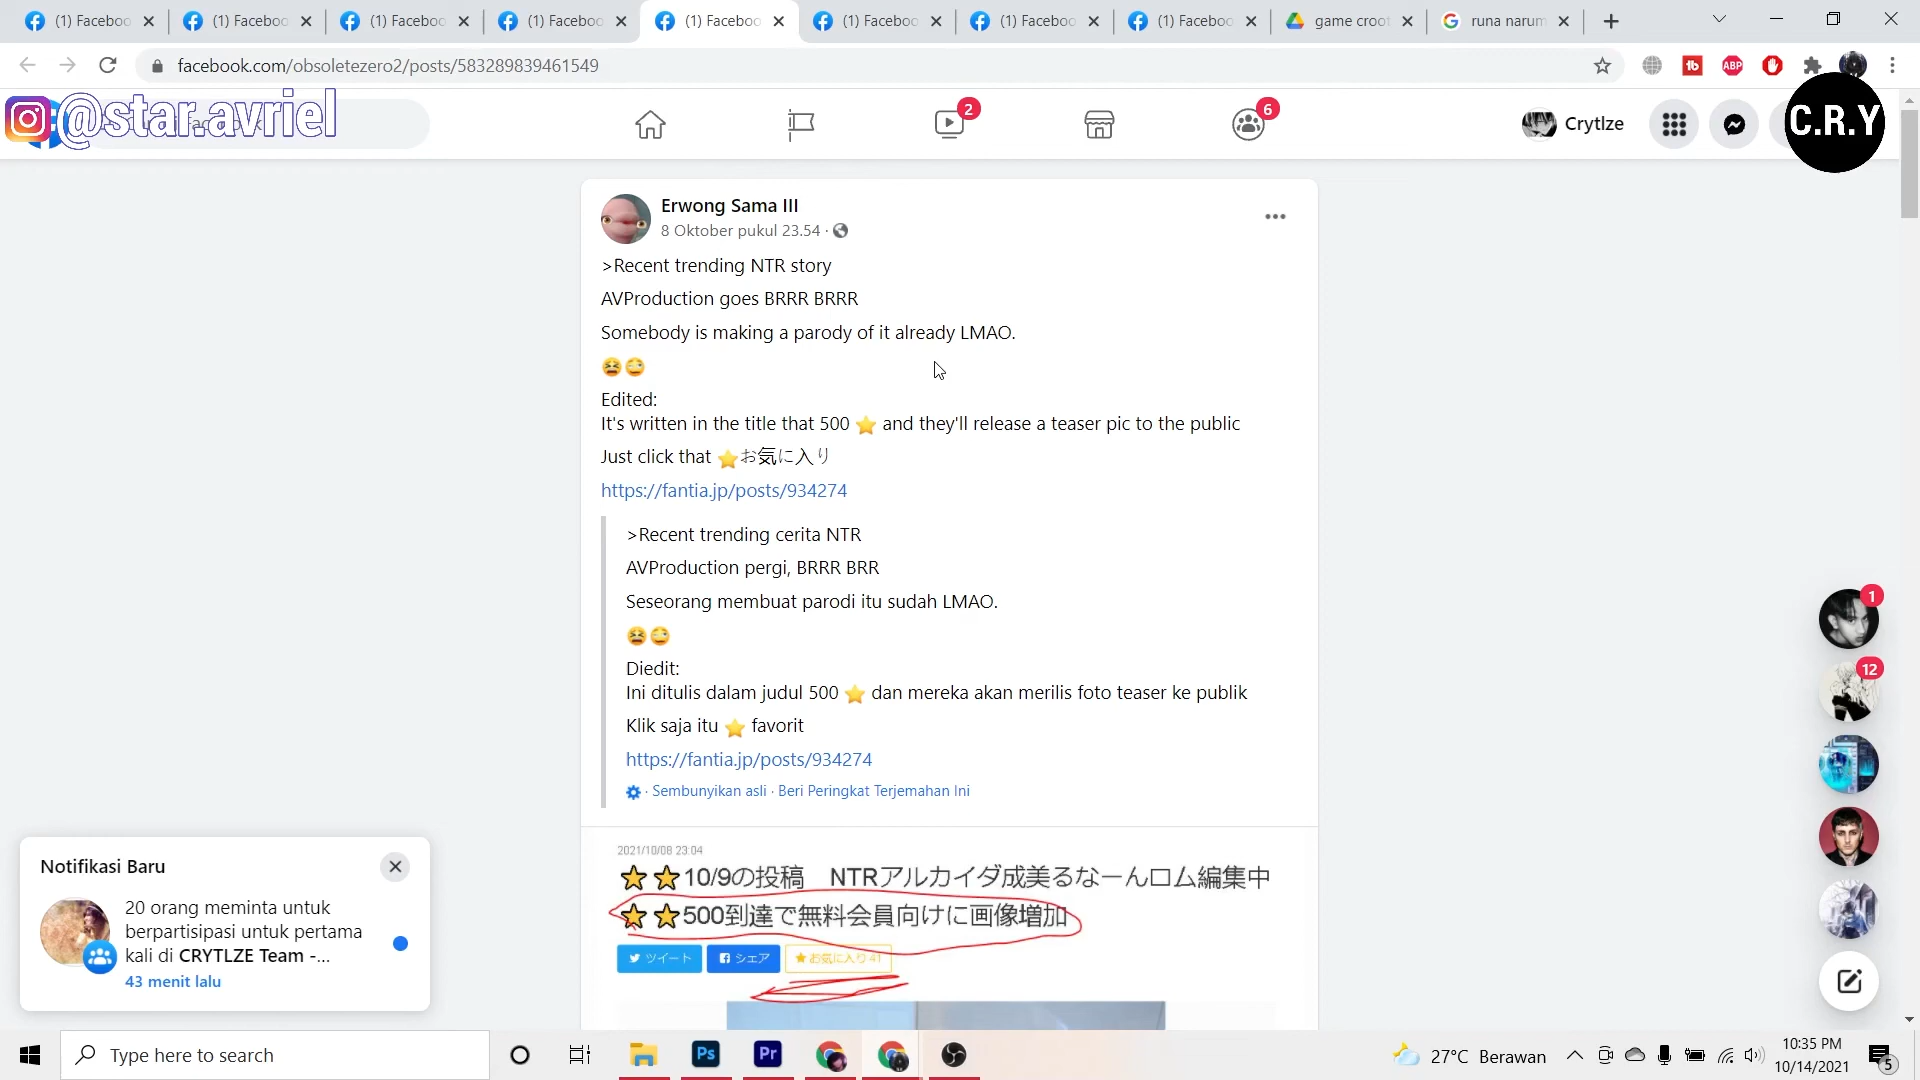 (1) Faceboo
(1) Faceboo
(1) Faceboo
(1) Faceboo
(1) Faceboo
(1) Faceboo
(1) Faceboo
(1) Faceboo
game croot
runa narum
facebook.com/obsoletezero2/posts/583289839461549
ABP
@star.avriel
2
6
Crytlze
C.R.Y
Erwong Sama III
8 Oktober pukul 23.54 ·
>Recent trending NTR story
AVProduction goes BRRR BRRR
Somebody is making a parody of it already LMAO.
😫🙄
Edited:
It's written in the title that 500 ⭐ and they'll release a teaser pic to the public
Just click that ⭐お気に入り
https://fantia.jp/posts/934274
>Recent trending cerita NTR
AVProduction pergi, BRRR BRR
Seseorang membuat parodi itu sudah LMAO.
😫🙄
Diedit:
Ini ditulis dalam judul 500 ⭐ dan mereka akan merilis foto teaser ke publik
Klik saja itu ⭐ favorit
https://fantia.jp/posts/934274
· Sembunyikan asli · Beri Peringkat Terjemahan Ini
2021/10/08 23:04
⭐⭐10/9の投稿 NTRアルカイダ成美るなーんロム編集中
⭐⭐500到達で無料会員向けに画像増加
ツイート
シェア
★お気に入り 41
1
12
Notifikasi Baru
20 orang meminta untuk
berpartisipasi untuk pertama
kali di CRYTLZE Team -...
43 menit lalu
Type here to search
Ps
Pr
27°C Berawan
10:35 PM
10/14/2021
5